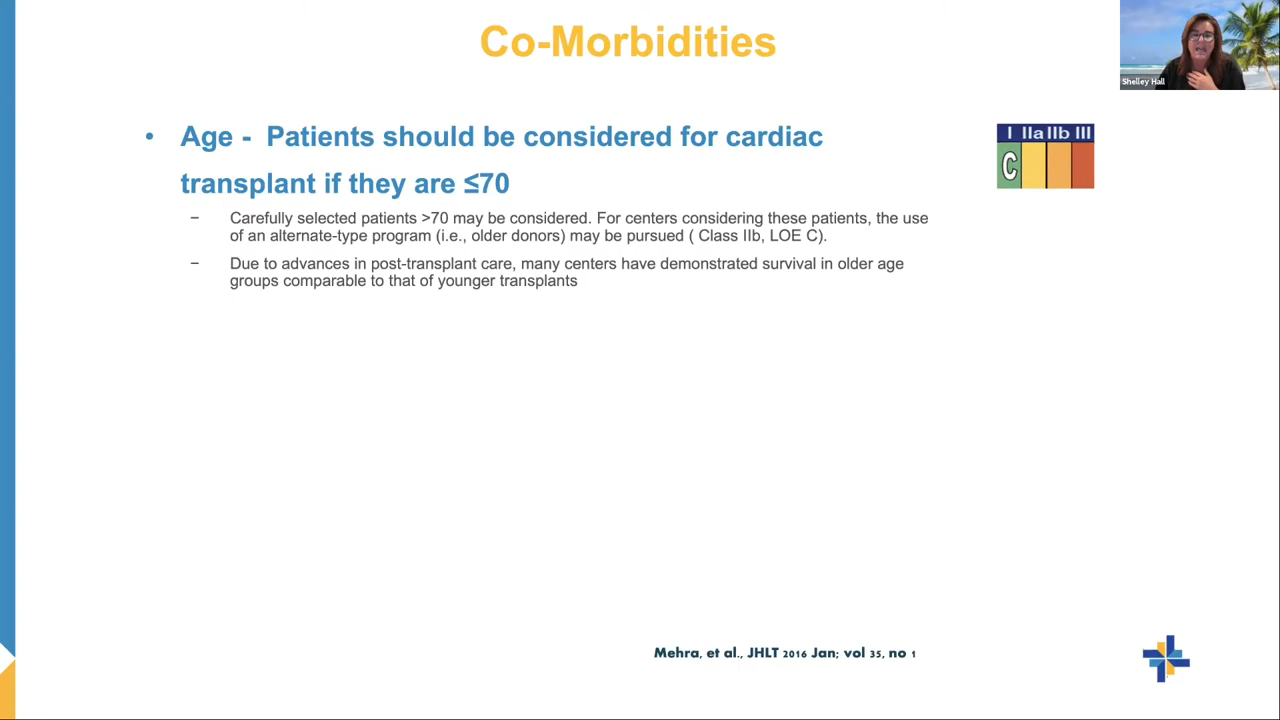 Co-Morbidities
Shelley Hall
• Age - Patients should be considered for cardiac
transplant if they are ≤70
I IIa IIb III
C
– Carefully selected patients >70 may be considered. For centers considering these patients, the use
of an alternate-type program (i.e., older donors) may be pursued ( Class IIb, LOE C).
– Due to advances in post-transplant care, many centers have demonstrated survival in older age
groups comparable to that of younger transplants
Mehra, et al., JHLT 2016 Jan; vol 35, no 1